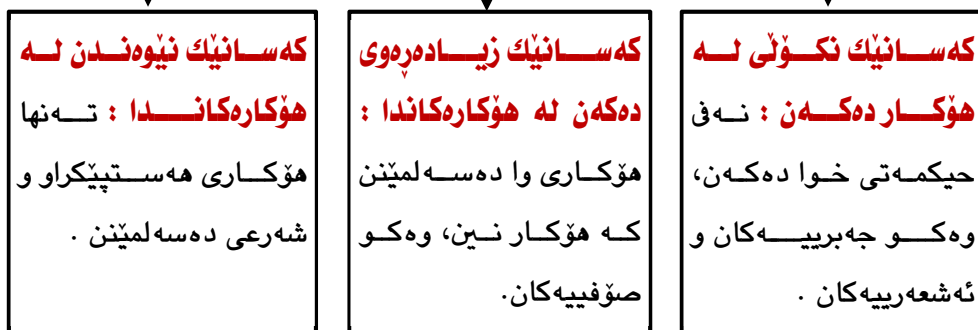 كەسانێك نكۆڵی لە
هۆكار دەكەن : نەفی
حیكمەتی خوا دەكەن،
وەكو جەبرییەكان و
ئەشعەرییەكان .
كەسانێك زیادەڕەوی
دەكەن لە هۆكارەكاندا :
هۆكاری وا دەسەلمێنن
كە هۆكار نین، وەكو
صۆفییەكان.
كەسانێك نێوەندن لە
هۆكارەكاندا : تەنها
هۆكاری هەستپێكراو و
شەرعی دەسەلمێنن .